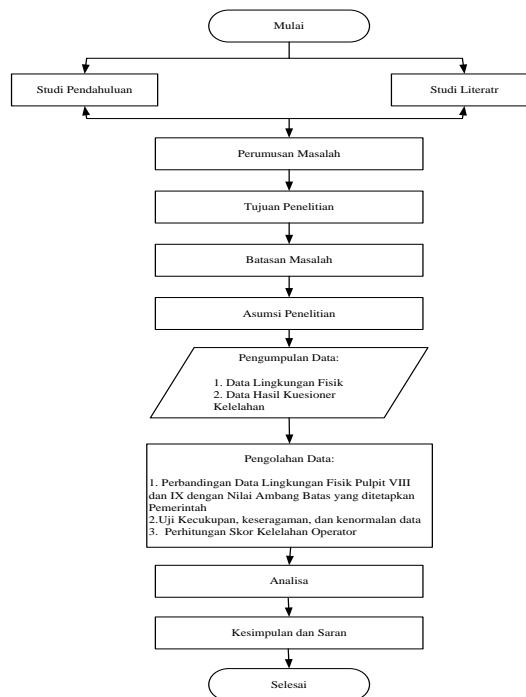 Mulai
Studi Pendahuluan
Studi Literatr
Perumusan Masalah
Tujuan Penelitian
Batasan Masalah
Asumsi Penelitian
Pengumpulan Data:
1. Data Lingkungan Fisik
2. Data Hasil Kuesioner
Kelelahan
Pengolahan Data:
1. Perbandingan Data Lingkungan Fisik Pulpit VIII
dan IX dengan Nilai Ambang Batas yang ditetapkan
Pemerintah
2.Uji Kecukupan, keseragaman, dan kenormalan data
3. Perhitungan Skor Kelelahan Operator
Analisa
Kesimpulan dan Saran
Selesai